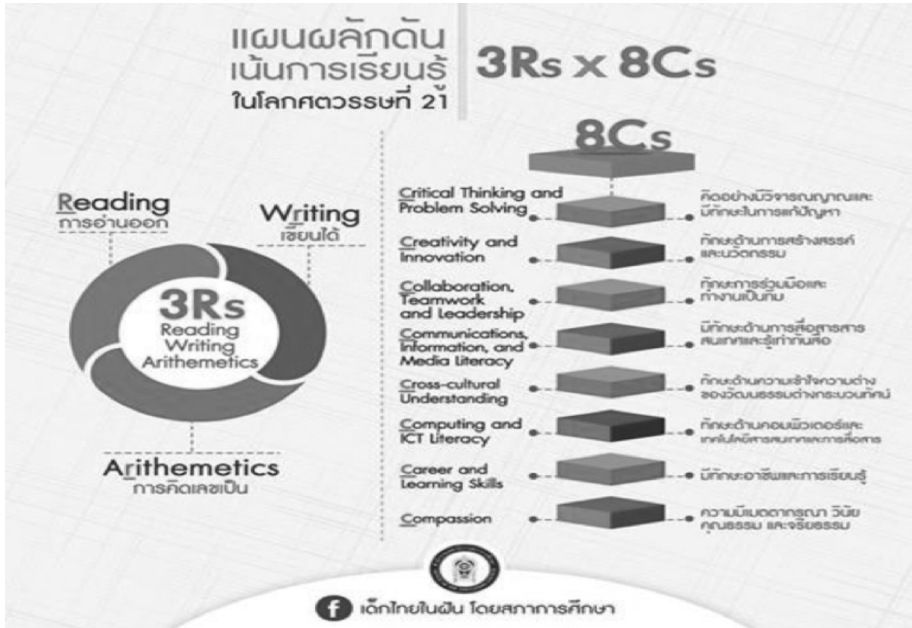 แผนผลักดัน
เน้นการเรียนรู้
ในโลกศตวรรษที่ 21
3Rs x 8Cs
Reading
การอ่านออก
Writing
เขียนได้
3Rs
Reading
Writing
Arithemetics
Arithemetics
การคิดเลขเป็น
8Cs
Critical Thinking and
Problem Solving
คิดอย่างมีวิจารณญาณและ
มีทักษะในการแก้ปัญหา
Creativity and
Innovation
ทักษะด้านการสร้างสรรค์
และนวัตกรรม
Collaboration,
Teamwork
and Leadership
ทักษะการร่วมมือและ
ทำงานเป็นทีม
Communications,
Information, and
Media Literacy
มีทักษะด้านการสื่อสารสาร
สนเทศและรู้เท่าทันสื่อ
Cross-cultural
Understanding
ทักษะด้านความเข้าใจความต่าง
ของวัฒนธรรมต่างกระบวนทัศน์
Computing and
ICT Literacy
ทักษะด้านคอมพิวเตอร์และ
เทคโนโลยีสารสนเทศและการสื่อสาร
Career and
Learning Skills
มีทักษะอาชีพและการเรียนรู้
Compassion
ความมีเมตตากรุณา วินัย
คุณธรรม และจริยธรรม
f เด็กไทยในฝัน โดยสภาการศึกษา